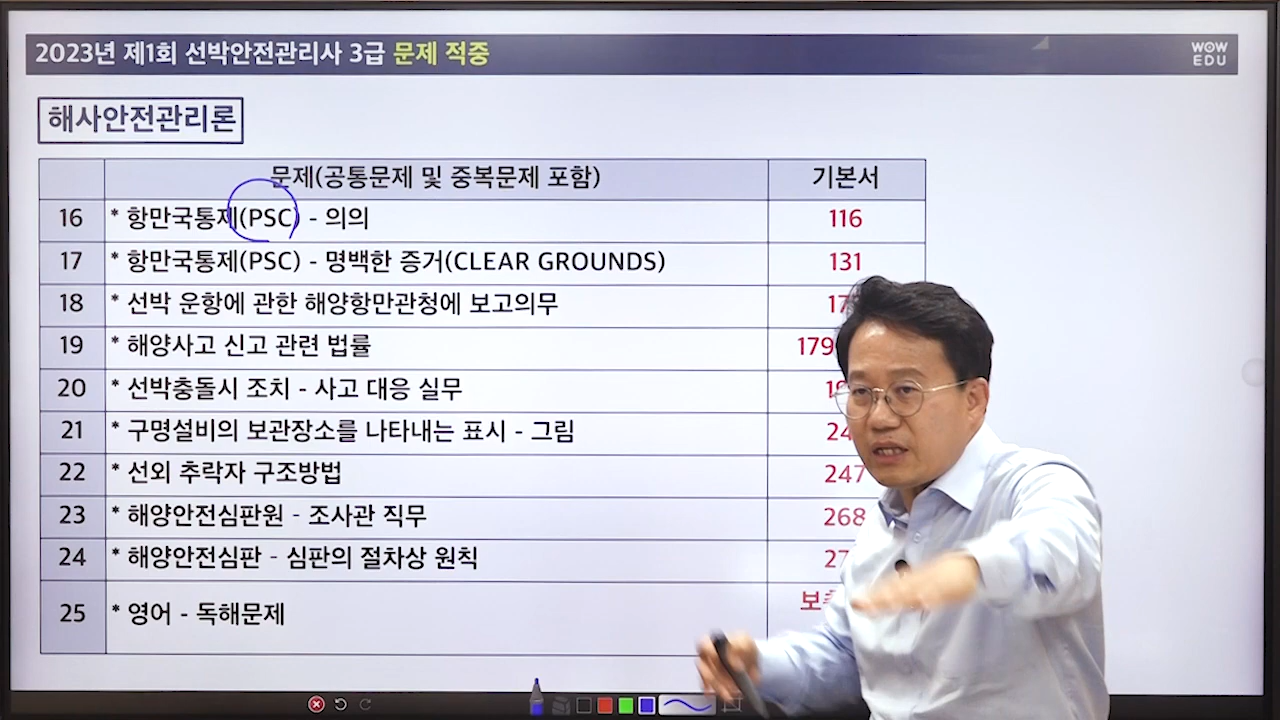 2023년 제1회 선박안전관리사 3급 문제 적중
WOW
EDU
해사안전관리론
문제(공통문제 및 중복문제 포함) 기본서
16 * 항만국통제(PSC) - 의의 116
17 * 항만국통제(PSC) - 명백한 증거(CLEAR GROUNDS) 131
18 * 선박 운항에 관한 해양항만관청에 보고의무
19 * 해양사고 신고 관련 법률 179
20 * 선박충돌시 조치 - 사고 대응 실무
21 * 구명설비의 보관장소를 나타내는 표시 - 그림
22 * 선외 추락자 구조방법 247
23 * 해양안전심판원 - 조사관 직무 268
24 * 해양안전심판 - 심판의 절차상 원칙
25 * 영어 - 독해문제